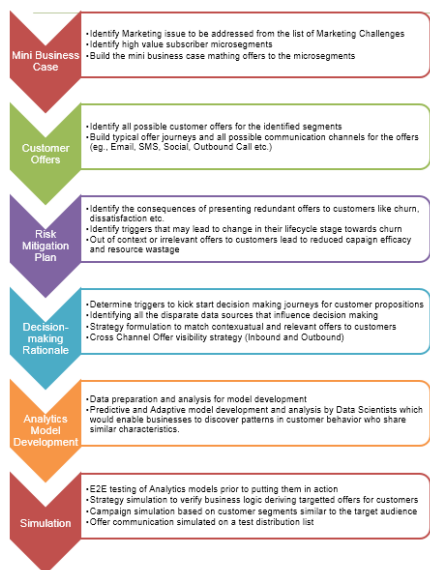 Mini Business
Case
•Identify Marketing issue to be addressed from the list of Marketing Challenges
•Identify high value subscriber microsegments
•Build the mini business case mathing offers to the microsegments
Customer
Offers
•Identify all possible customer offers for the identified segments
•Build typical offer journeys and all possible communication channels for the offers
(eg., Email, SMS, Social, Outbound Call etc.)
Risk
Mitigation
Plan
•Identify the consequences of presenting redundant offers to customers like churn,
dissatisfaction etc.
•Identify triggers that may lead to change in their lifecycle stage towards churn
•Out of context or irrelevant offers to customers lead to reduced capaign efficacy
and resource wastage
Decision-
making
Rationale
•Determine triggers to kick start decision making journeys for customer propositions
•Identifying all the disparate data sources that influence decision making
•Strategy formulation to match contexuatual and relevant offers to customers
•Cross Channel Offer visibility strategy (Inbound and Outbound)
Analytics
Model
Development
•Data preparation and analysis for model development
•Predictive and Adaptive model development and analysis by Data Scientists which
would enable businesses to discover patterns in customer behavior who share
similar characteristics.
Simulation
•E2E testing of Analytics models prior to putting them in action
•Strategy simulation to verify business logic deriving targetted offers for customers
•Campaign simulation based on customer segments similar to the target audience
•Offer communication simulated on a test distribution list